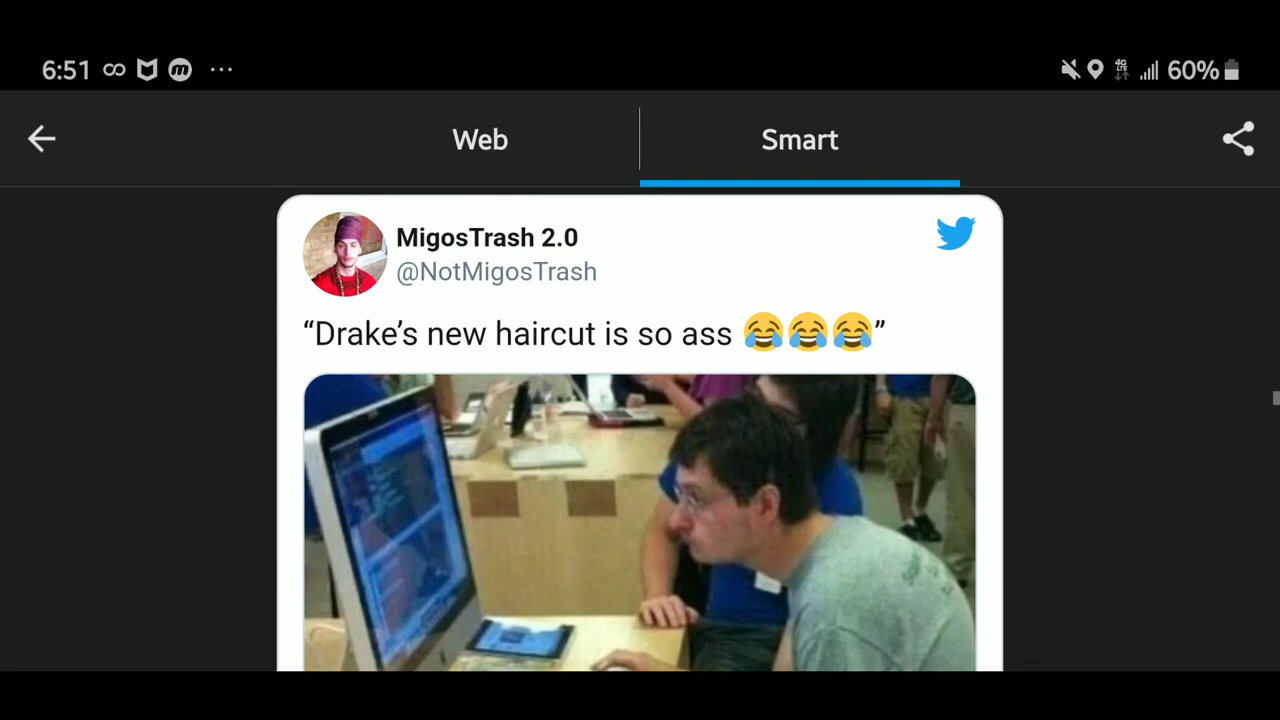 6:51 60%
Web Smart
MigosTrash 2.0
@NotMigosTrash
“Drake’s new haircut is so ass 😂😂😂”